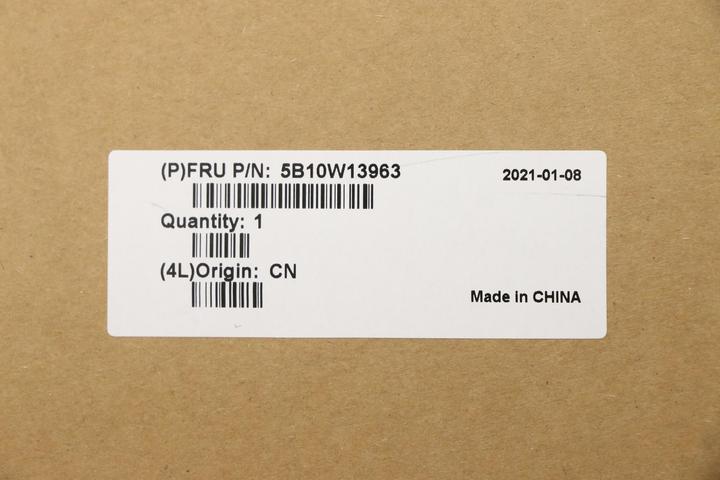 (P)FRU P/N: 5B10W13963
2021-01-08
Quantity: 1
(4L)Origin: CN
Made in CHINA